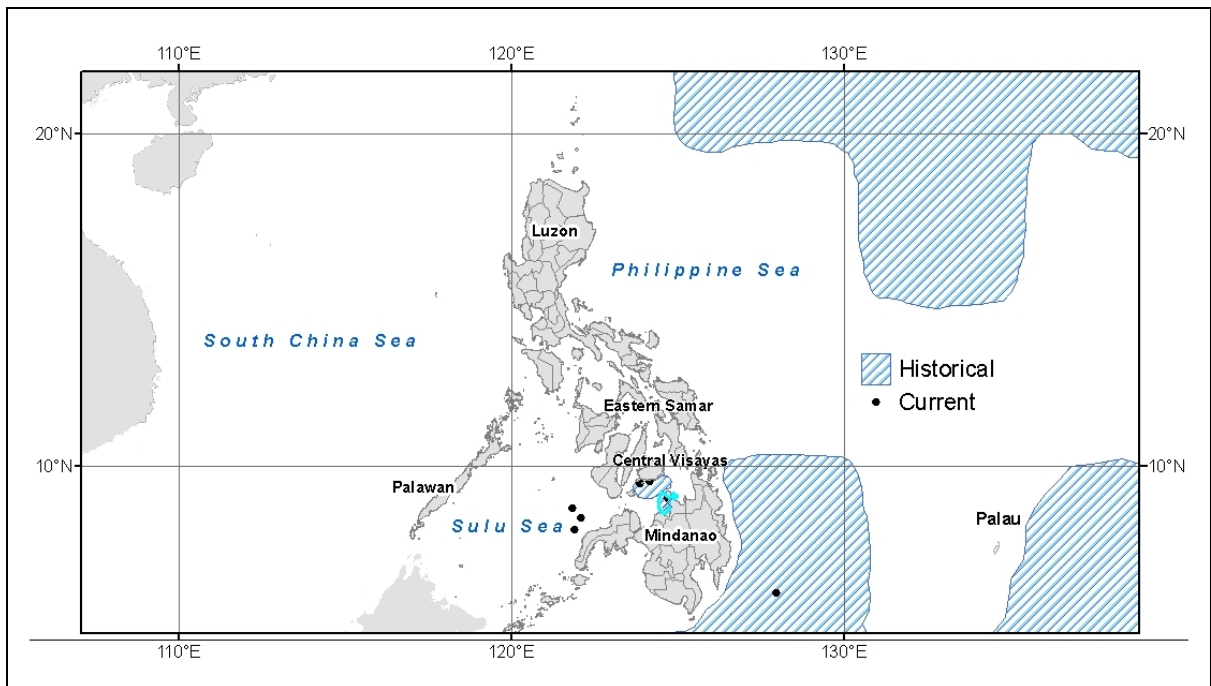 110°E 120°E 130°E
20°N 20°N
Luzon
Philippine Sea
South China Sea
Historical
Current
Eastern Samar
Central Visayas
10°N 10°N
Palawan
Sulu Sea
Mindanao
Palau
110°E 120°E 130°E